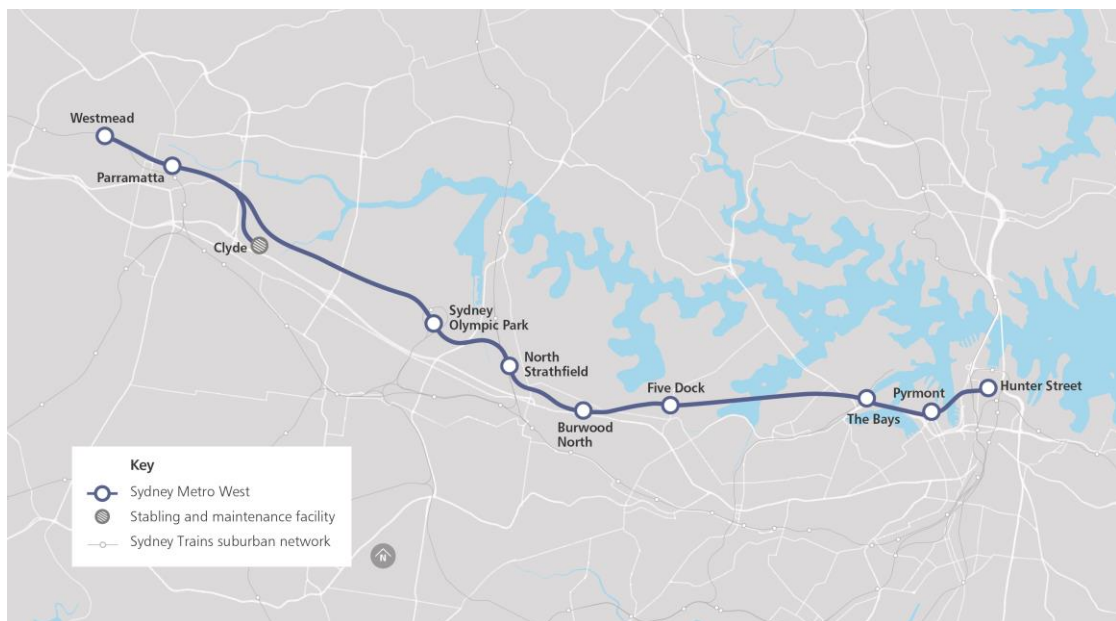 Westmead
Parramatta
Clyde
Sydney
Olympic Park
North
Strathfield
Burwood
North
Five Dock
The Bays
Pyrmont
Hunter Street
Key
Sydney Metro West
Stabling and maintenance facility
Sydney Trains suburban network
N